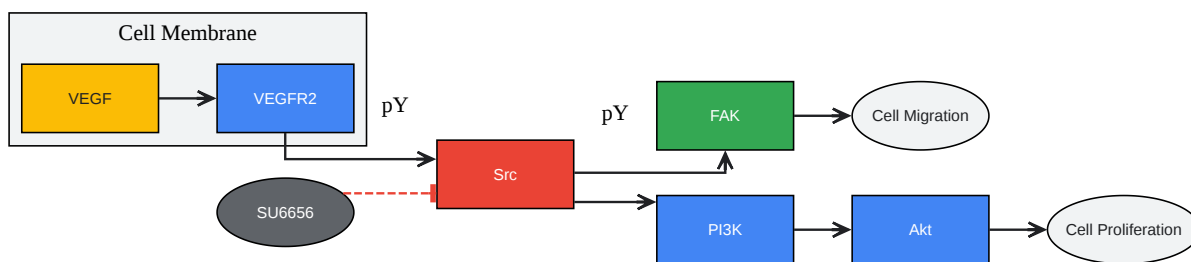 Cell Membrane
VEGF
VEGFR2
pY
pY
FAK
Cell Migration
Src
SU6656
PI3K
Akt
Cell Proliferation